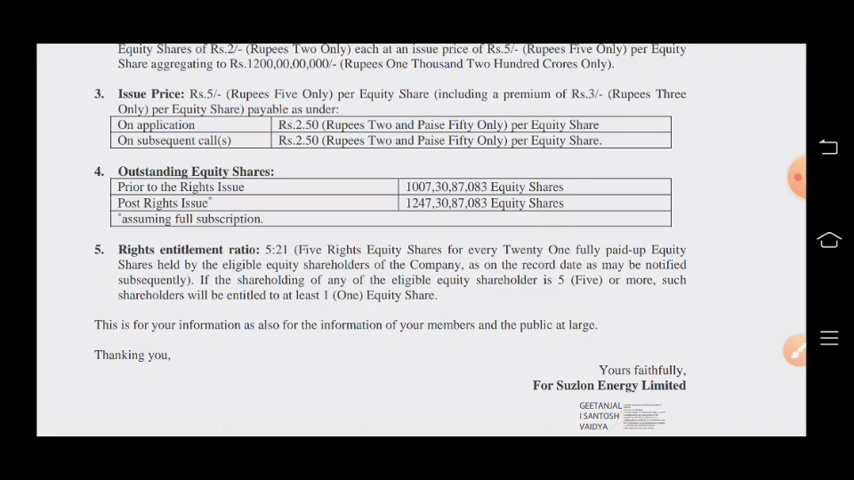 Equity Shares of Rs.2/- (Rupees Two Only) each at an issue price of Rs.5/- (Rupees Five Only) per Equity
Share aggregating to Rs.1200,00,00,000/- (Rupees One Thousand Two Hundred Crores Only).
3. Issue Price: Rs.5/- (Rupees Five Only) per Equity Share (including a premium of Rs.3/- (Rupees Three
Only) per Equity Share) payable as under:
On application Rs.2.50 (Rupees Two and Paise Fifty Only) per Equity Share
On subsequent call(s) Rs.2.50 (Rupees Two and Paise Fifty Only) per Equity Share.
4. Outstanding Equity Shares:
Prior to the Rights Issue 1007,30,87,083 Equity Shares
Post Rights Issue* 1247,30,87,083 Equity Shares
*assuming full subscription.
5. Rights entitlement ratio: 5:21 (Five Rights Equity Shares for every Twenty One fully paid-up Equity
Shares held by the eligible equity shareholders of the Company, as on the record date as may be notified
subsequently). If the shareholding of any of the eligible equity shareholder is 5 (Five) or more, such
shareholders will be entitled to at least 1 (One) Equity Share.
This is for your information as also for the information of your members and the public at large.
Thanking you,
Yours faithfully,
For Suzlon Energy Limited
GEETANJAL
I SANTOSH
VAIDYA